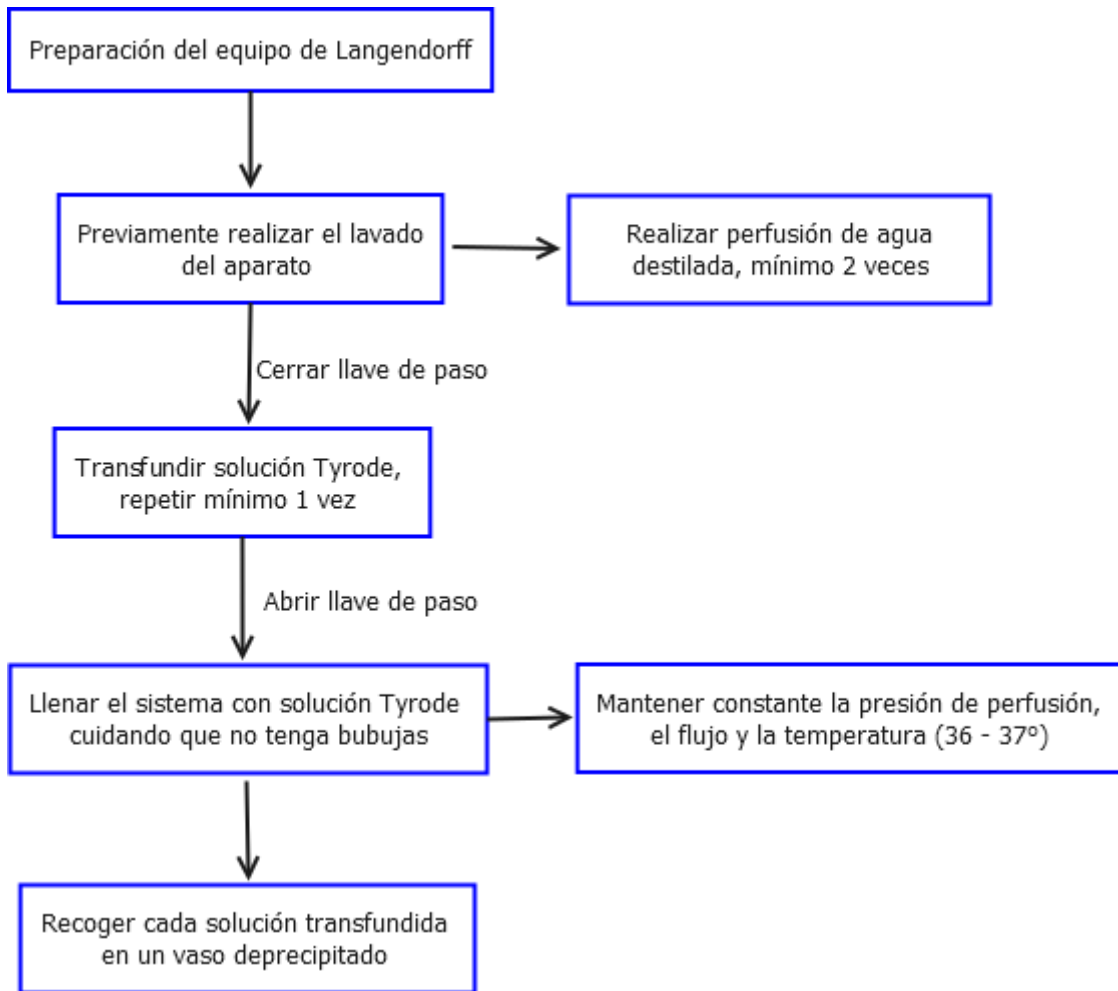 Preparación del equipo de Langendorff
Previamente realizar el lavado
del aparato
Realizar perfusión de agua
destilada, mínimo 2 veces
Cerrar llave de paso
Transfundir solución Tyrode,
repetir mínimo 1 vez
Abrir llave de paso
Llenar el sistema con solución Tyrode
cuidando que no tenga bubujas
Mantener constante la presión de perfusión,
el flujo y la temperatura (36 - 37º)
Recoger cada solución transfundida
en un vaso deprecipitado